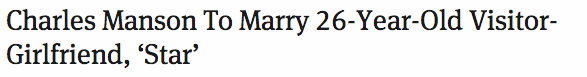 Charles Manson To Marry 26-Year-Old Visitor-
Girlfriend, ‘Star’